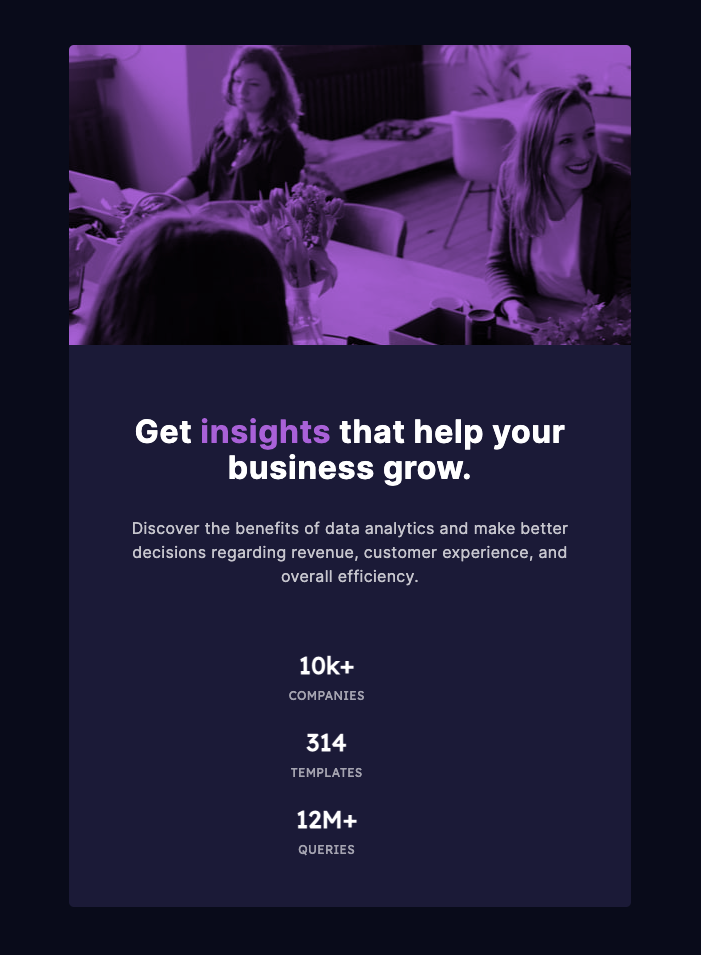 Get insights that help your
business grow.
Discover the benefits of data analytics and make better
decisions regarding revenue, customer experience, and
overall efficiency.
10k+
COMPANIES
314
TEMPLATES
12M+
QUERIES